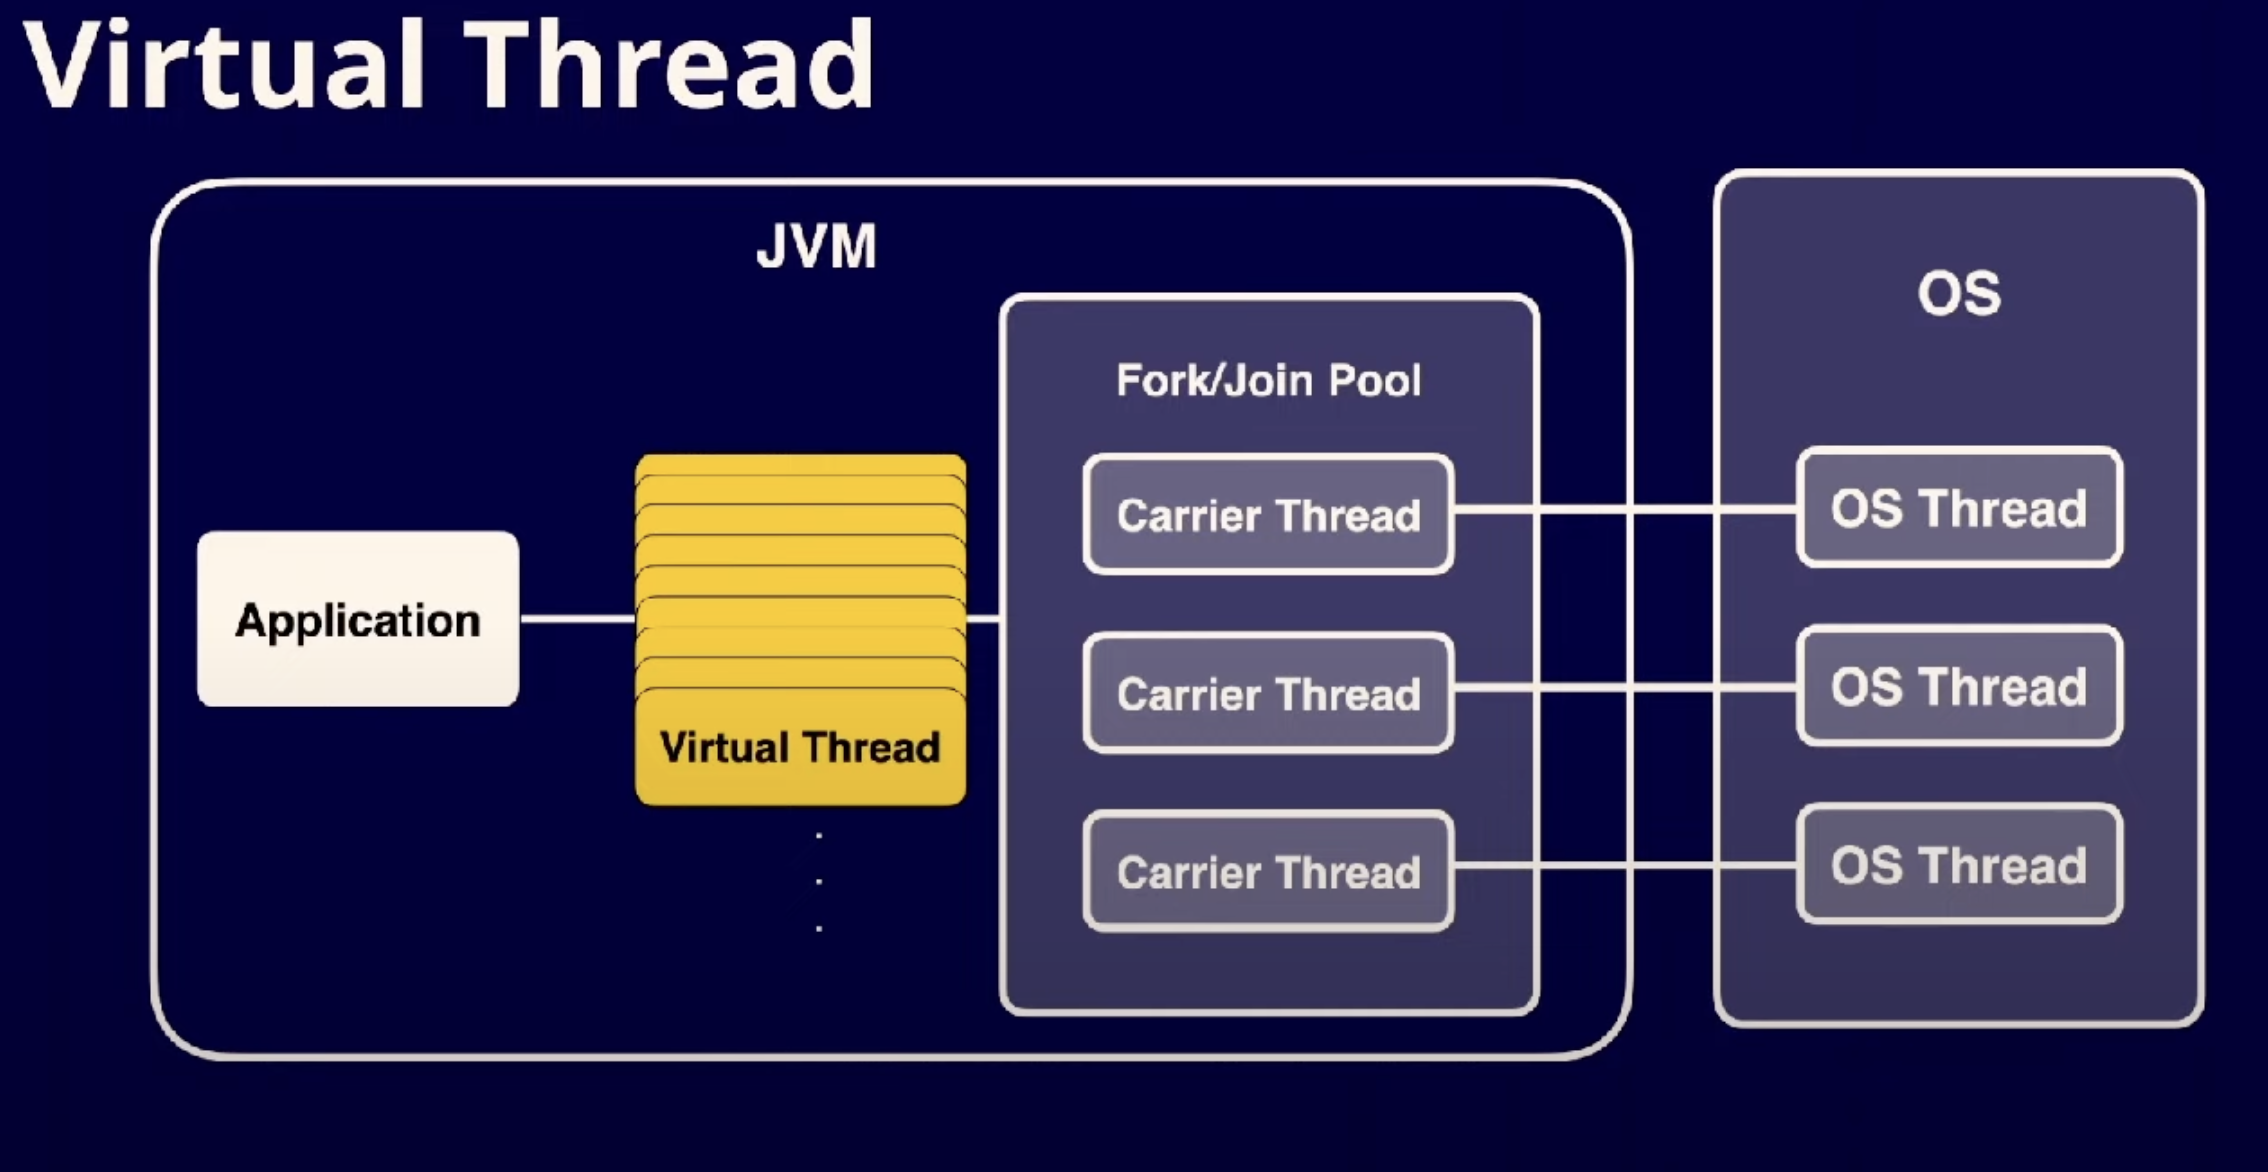 Virtual Thread
JVM
OS
Fork/Join Pool
Application
Virtual Thread
Carrier Thread
OS Thread
Carrier Thread
OS Thread
Carrier Thread
OS Thread